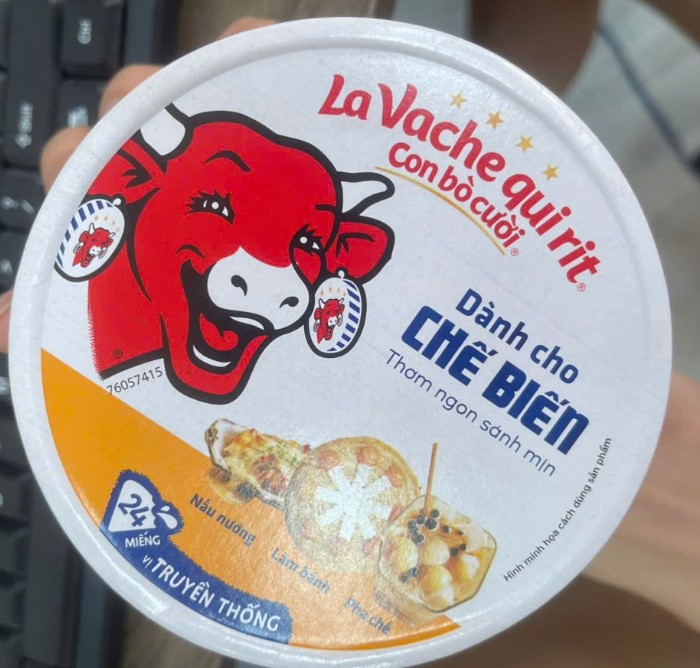 La Vache qui rit®
Con bò cười®
Dành cho
CHẾ BIẾN
Thơm ngon sánh mịn
76057415
Nấu nướng
Làm bánh
Pha chế
Hình minh họa cách dùng sản phẩm
24
MIẾNG
VỊ TRUYỀN THỐNG